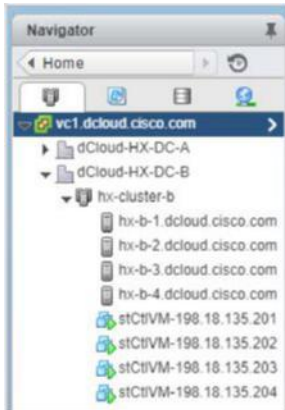 Navigator
Home
vc1.dcloud.cisco.com
dCloud-HX-DC-A
dCloud-HX-DC-B
hx-cluster-b
hx-b-1.dcloud.cisco.com
hx-b-2.dcloud.cisco.com
hx-b-3.dcloud.cisco.com
hx-b-4.dcloud.cisco.com
stCtlVM-198.18.135.201
stCtlVM-198.18.135.202
stCtlVM-198.18.135.203
stCtlVM-198.18.135.204